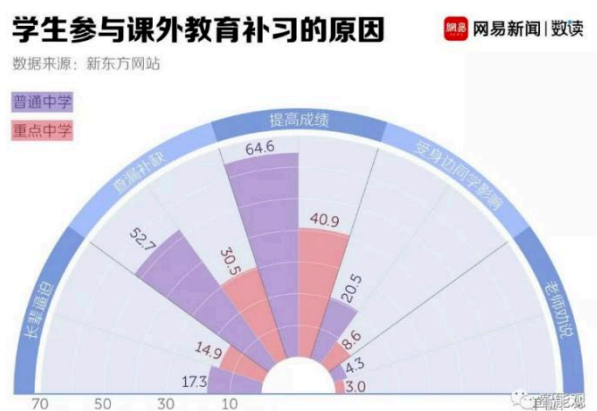 学生参与课外教育补习的原因
網易 网易新闻 | 数读
数据来源：新东方网站
普通中学
重点中学
提高成绩
查漏补缺
受身边同学影响
长辈逼迫
老师劝说
64.6
52.7
40.9
30.5
20.5
14.9
8.6
17.3
4.3
3.0
70 50 30 10